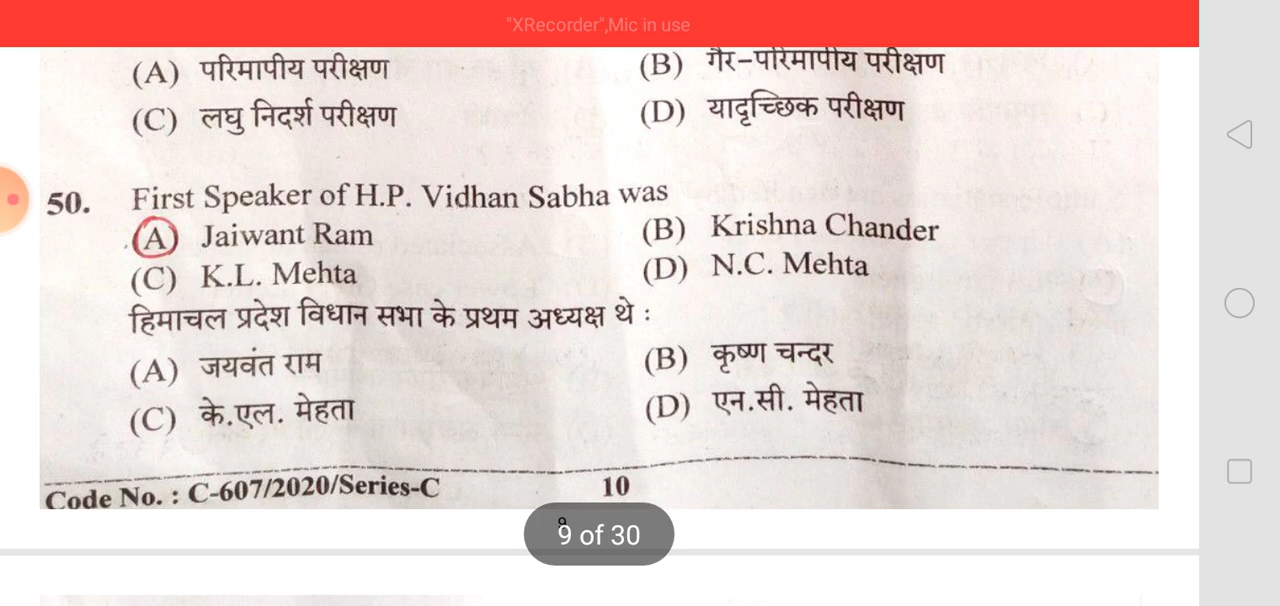 "XRecorder",Mic in use
(A) परिमापीय परीक्षण (B) गैर-परिमापीय परीक्षण
(C) लघु निदर्श परीक्षण (D) यादृच्छिक परीक्षण
50. First Speaker of H.P. Vidhan Sabha was
(A) Jaiwant Ram (B) Krishna Chander
(C) K.L. Mehta (D) N.C. Mehta
हिमाचल प्रदेश विधान सभा के प्रथम अध्यक्ष थे :
(A) जयवंत राम (B) कृष्ण चन्दर
(C) के.एल. मेहता (D) एन.सी. मेहता
Code No. : C-607/2020/Series-C 10
9
9 of 30